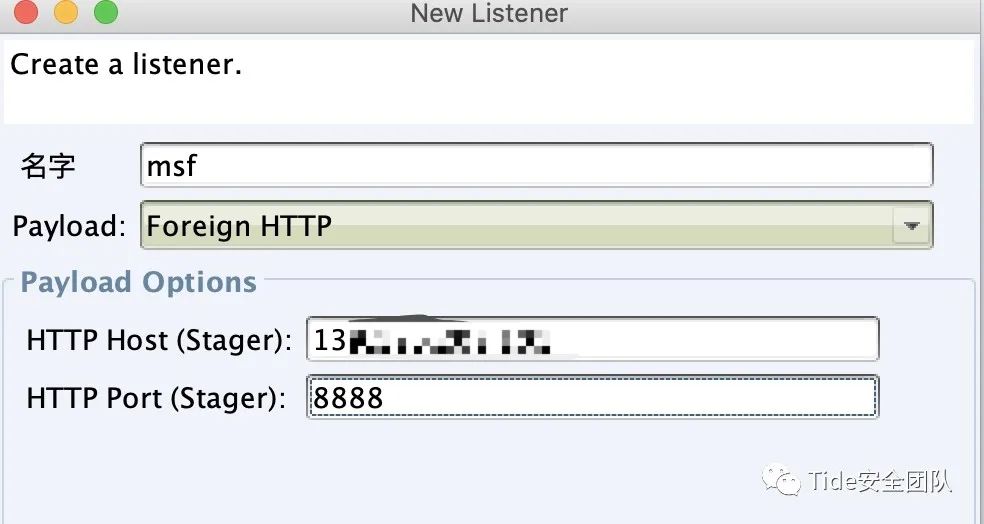 New Listener
Create a listener.
名字 msf
Payload: Foreign HTTP
Payload Options
HTTP Host (Stager): 13
HTTP Port (Stager): 8888
Tide安全团队